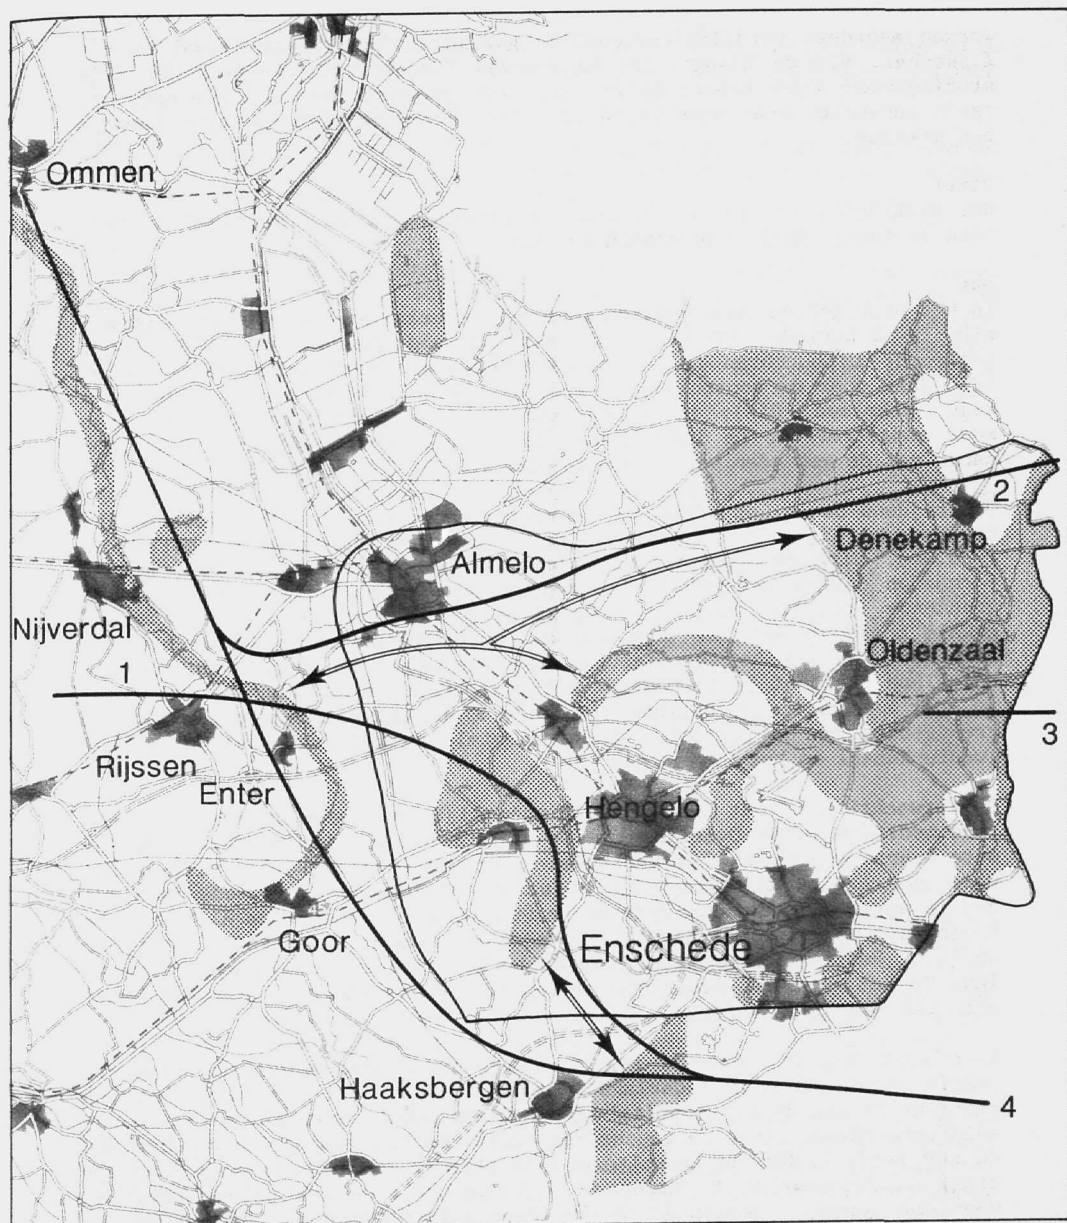 Ommen
2
Almelo
Denekamp
Nijverdal
Oldenzaal
1
3
Rijssen
Enter
Hengelo
Goor
Enschede
Haaksbergen
4